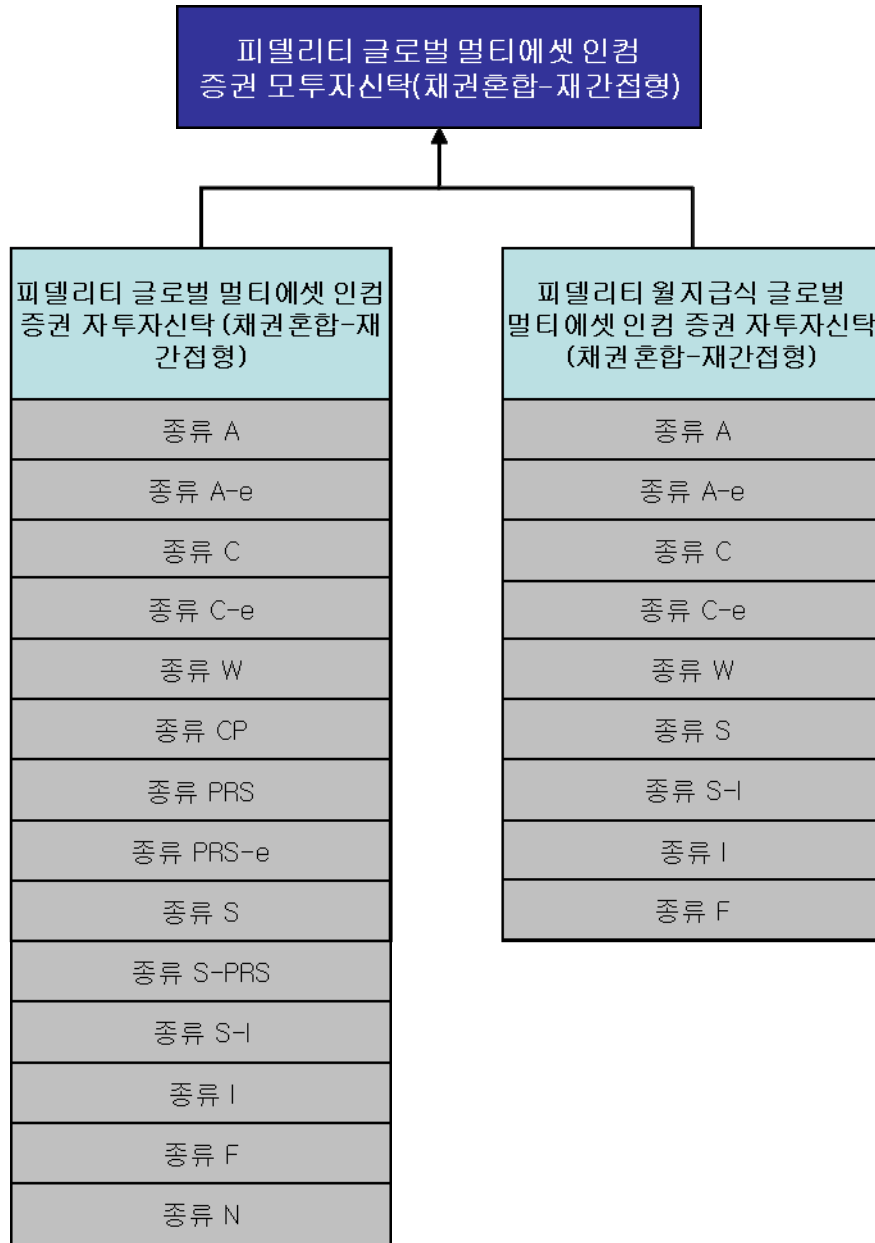 피델리티 글로벌 멀티에셋 인컴
증권 모투자신탁(채권혼합-재간접형)
피델리티 글로벌 멀티에셋 인컴
증권 자투자신탁 (채권혼합-재
간접형)
종류 A
종류 A-e
종류 C
종류 C-e
종류 W
종류 CP
종류 PRS
종류 PRS-e
종류 S
종류 S-PRS
종류 S-I
종류 I
종류 F
종류 N
피델리티 월지급식 글로벌
멀티에셋 인컴 증권 자투자신탁
(채권혼합-재간접형)
종류 A
종류 A-e
종류 C
종류 C-e
종류 W
종류 S
종류 S-I
종류 I
종류 F